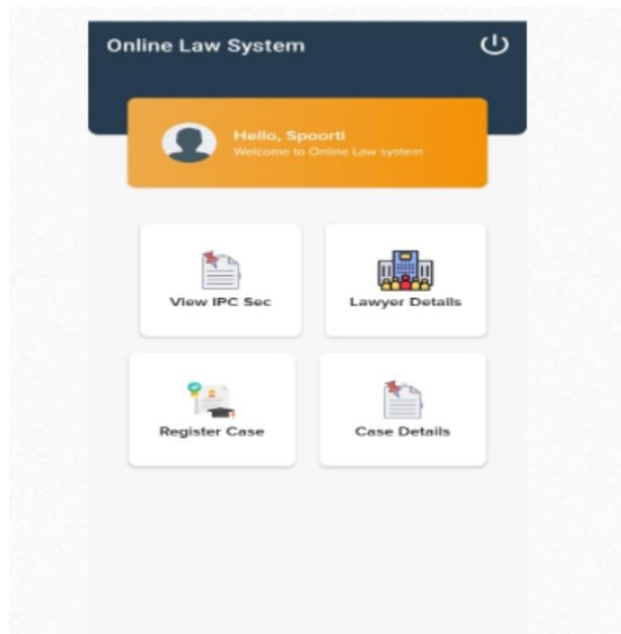 Online Law System
Hello, Spoorti
Welcome to Online Law system
View IPC Sec
Lawyer Details
Register Case
Case Details